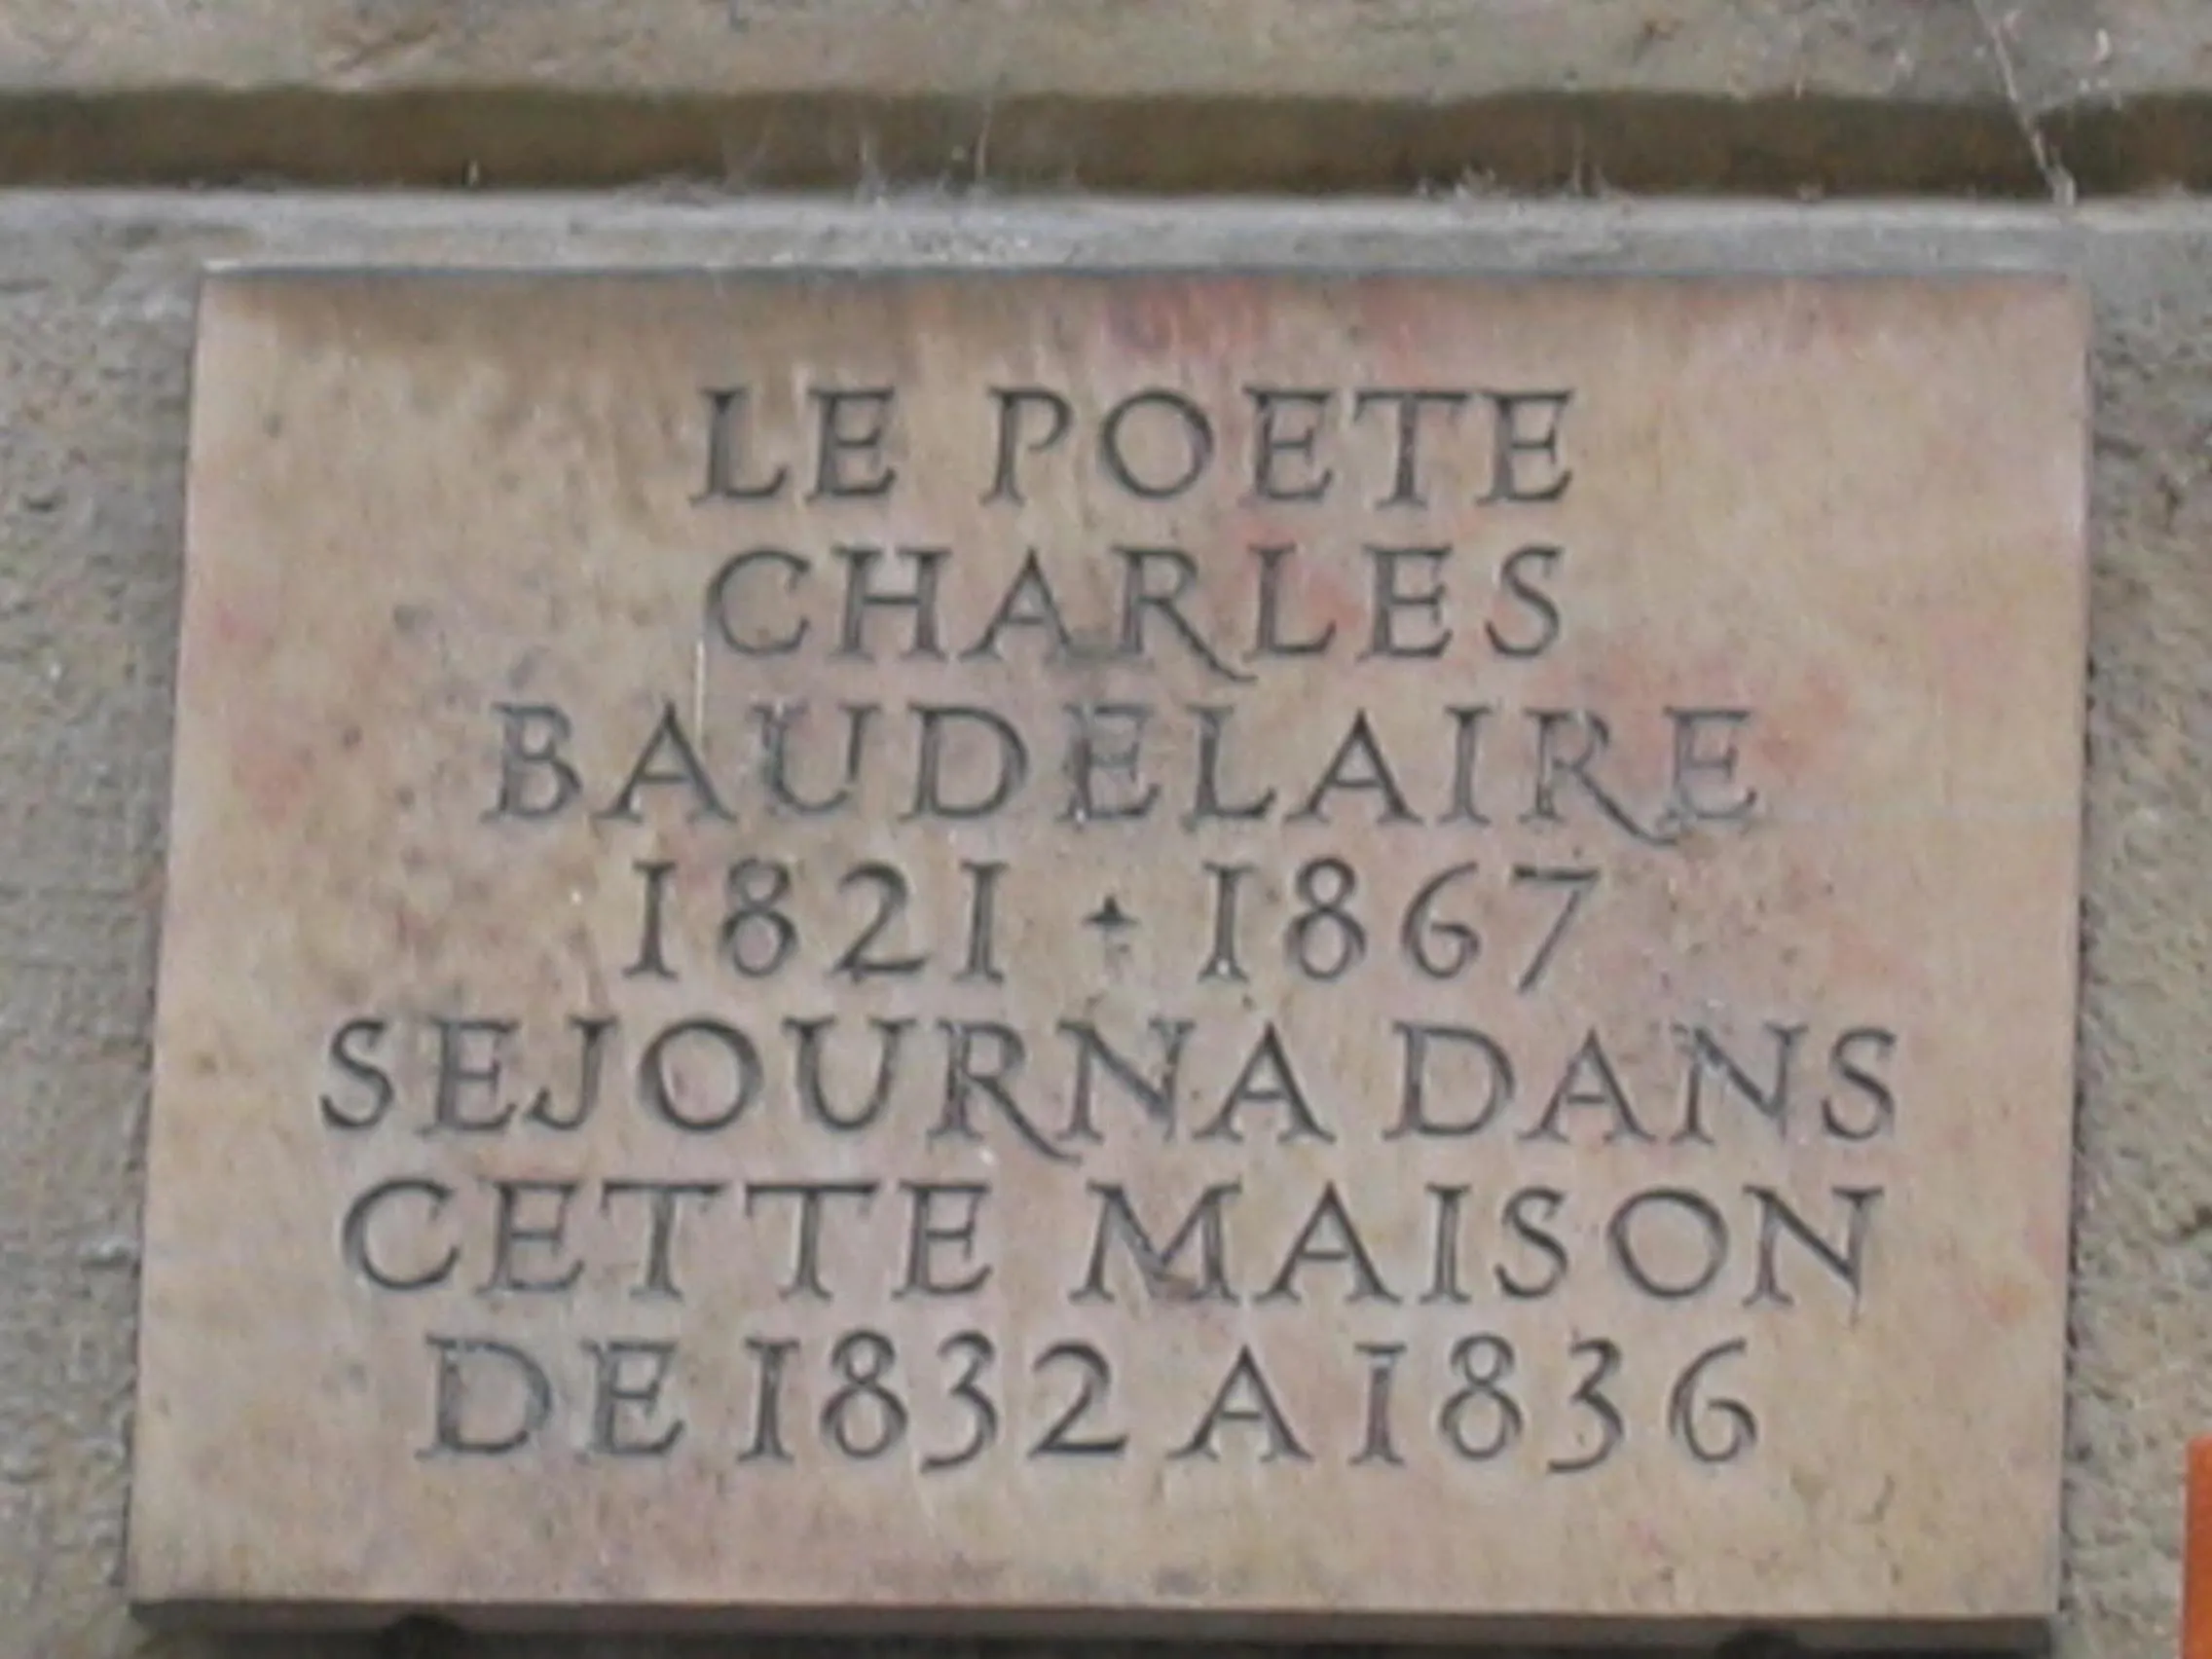 LE POETE
CHARLES
BAUDELAIRE
1821 · 1867
SEJOURNA DANS
CETTE MAISON
DE 1832 A 1836